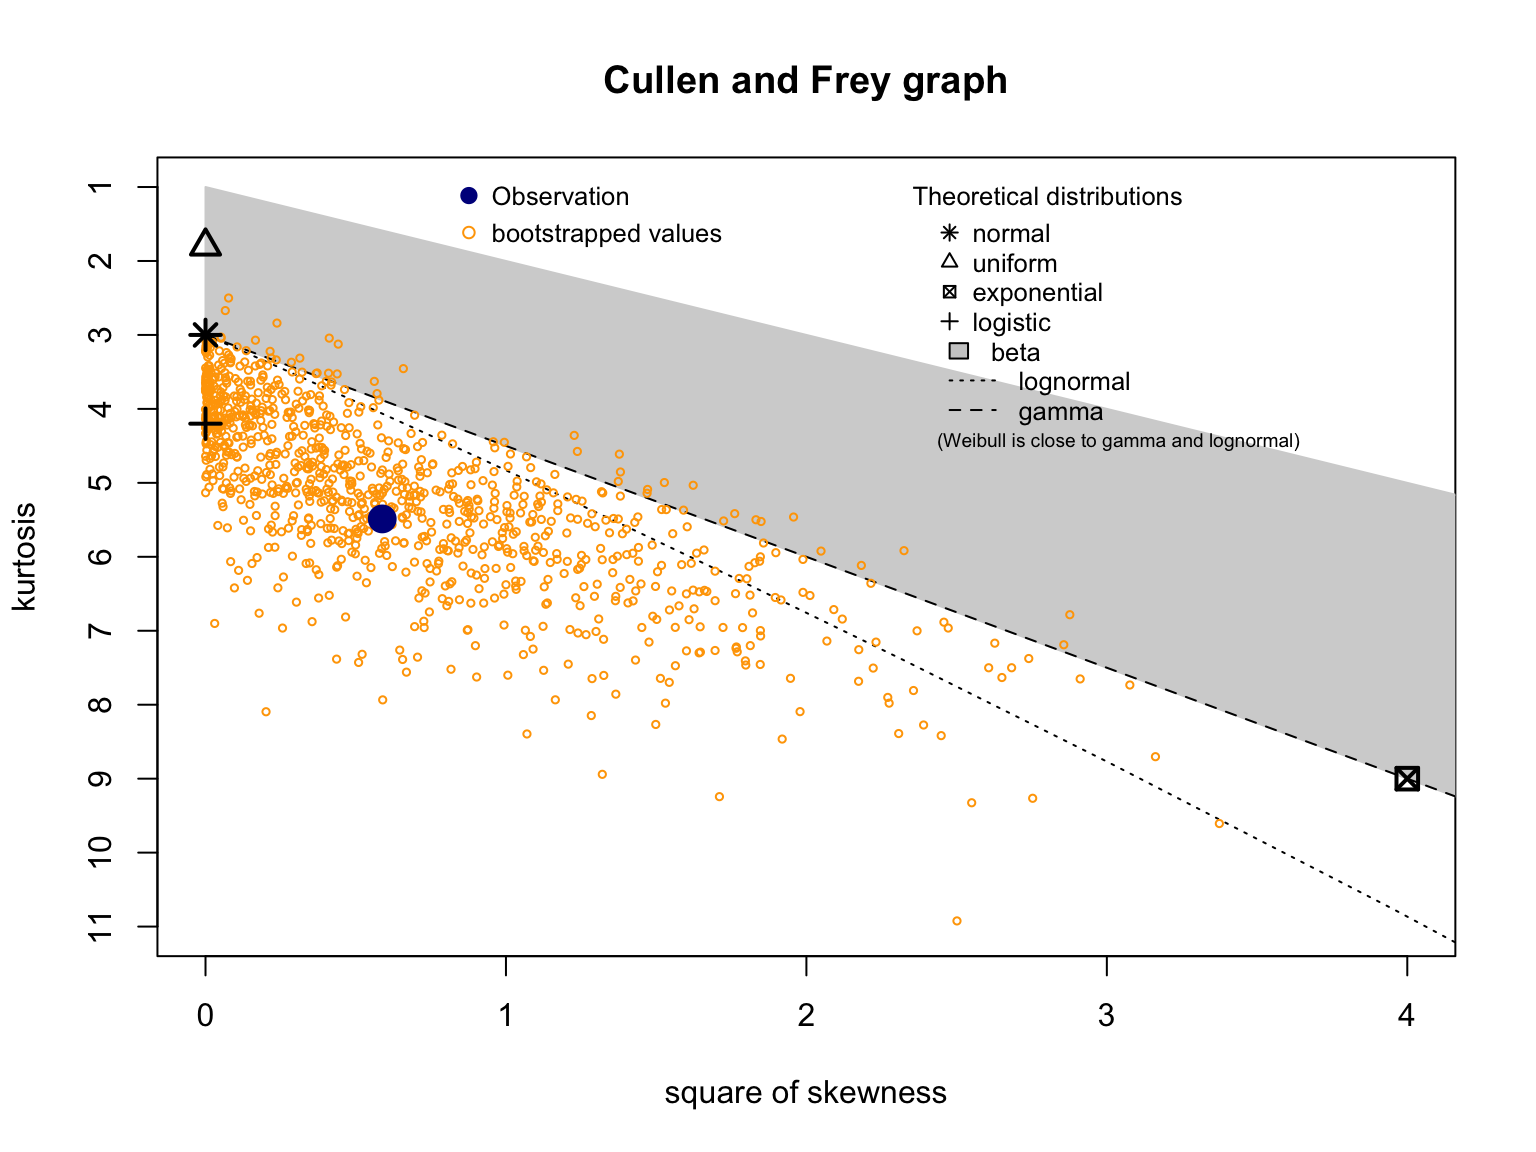 Cullen and Frey graph
Observation
bootstrapped values
Theoretical distributions
normal
uniform
exponential
logistic
beta
lognormal
gamma
(Weibull is close to gamma and lognormal)
kurtosis
1
2
3
4
5
6
7
8
9
10
11
0 1 2 3 4
square of skewness